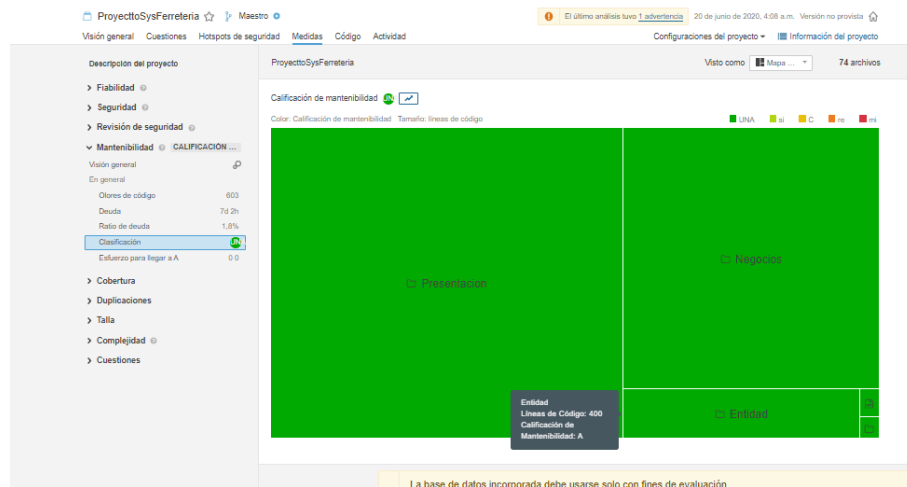 ProyecttoSysFerreteria Maestro
El último análisis tuvo 1 advertencia 20 de junio de 2020, 4:08 a.m. Versión no provista
Visión general Cuestiones Hotspots de seguridad Medidas Código Actividad
Configuraciones del proyecto Información del proyecto
Descripción del proyecto
ProyecttoSysFerreteria
Visto como Mapa ... 74 archivos
Fiabilidad
Seguridad
Revisión de seguridad
Mantenibilidad CALIFICACIÓN ...
Visión general
En general
Olores de código 603
Deuda 7d 2h
Ratio de deuda 1,8%
Clasificación UN
Esfuerzo para llegar a A 0 0
Cobertura
Duplicaciones
Talla
Complejidad
Cuestiones
Calificación de mantenibilidad UN
Color: Calificación de mantenibilidad Tamaño: líneas de código
UNA si C re mi
Presentacion
Negocios
Entidad
Entidad
Líneas de Código: 400
Calificación de
Mantenibilidad: A
La base de datos incorporada debe usarse solo con fines de evaluación